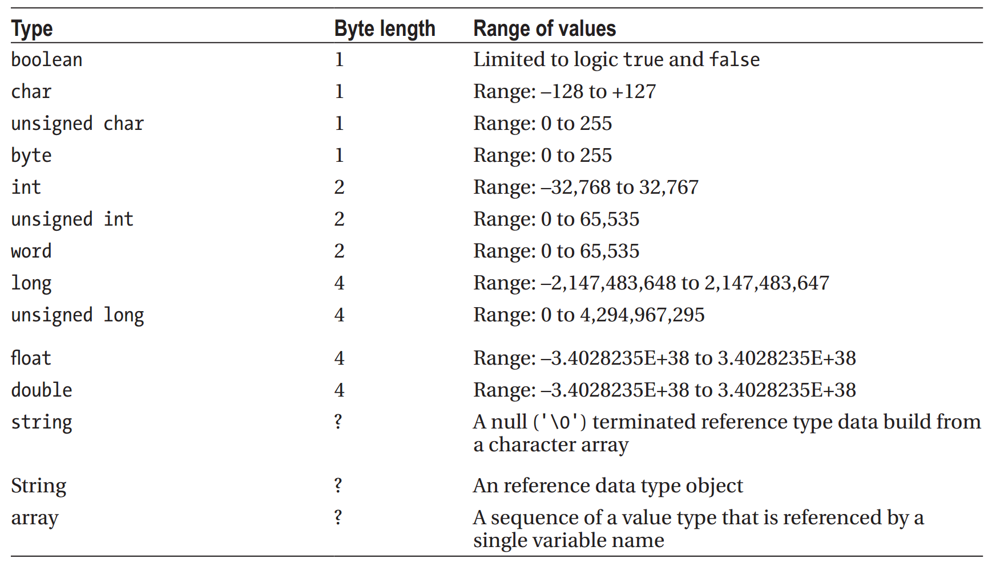 Type Byte length Range of values
boolean 1 Limited to logic true and false
char 1 Range: –128 to +127
unsigned char 1 Range: 0 to 255
byte 1 Range: 0 to 255
int 2 Range: –32,768 to 32,767
unsigned int 2 Range: 0 to 65,535
word 2 Range: 0 to 65,535
long 4 Range: –2,147,483,648 to 2,147,483,647
unsigned long 4 Range: 0 to 4,294,967,295
float 4 Range: –3.4028235E+38 to 3.4028235E+38
double 4 Range: –3.4028235E+38 to 3.4028235E+38
string ? A null ('\0') terminated reference type data build from
a character array
String ? An reference data type object
array ? A sequence of a value type that is referenced by a
single variable name